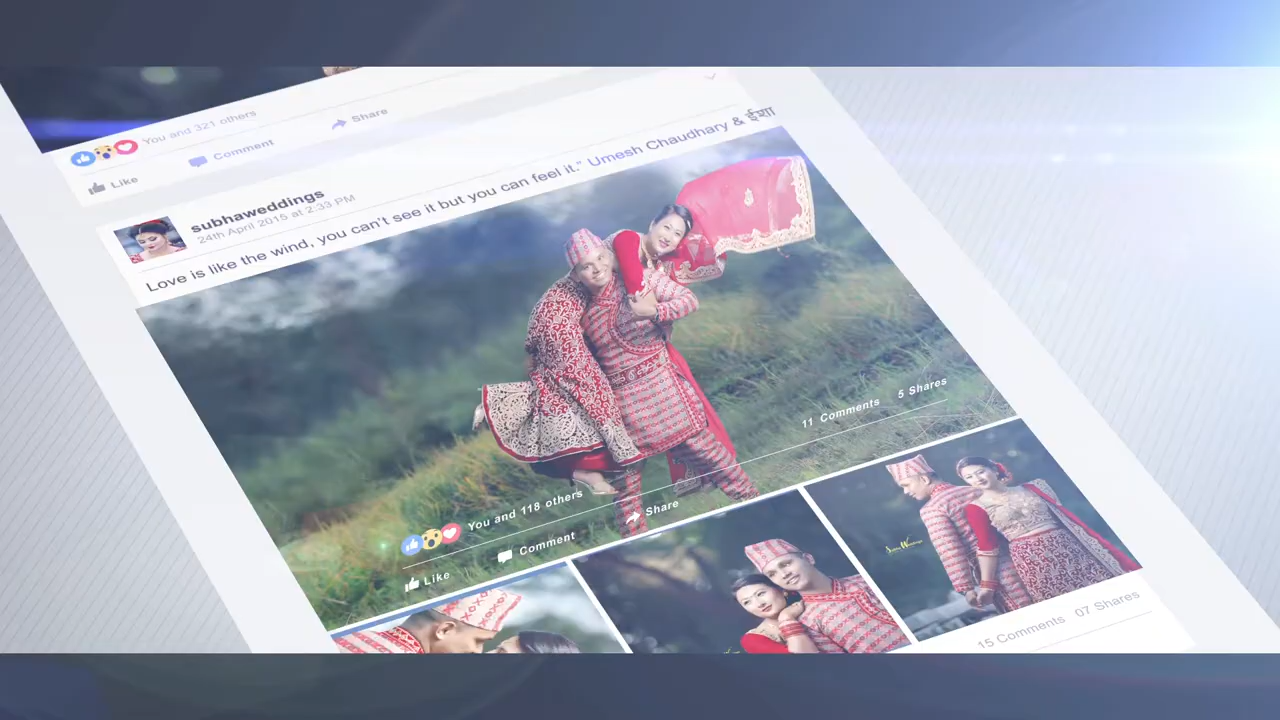 You and 321 others
Like
Comment
Share
subhaweddings
24th April 2015 at 2:33 PM
Love is like the wind, you can't see it but you can feel it." Umesh Chaudhary & ईशा
11 Comments 5 Shares
You and 118 others
Like
Comment
Share
15 Comments 07 Shares